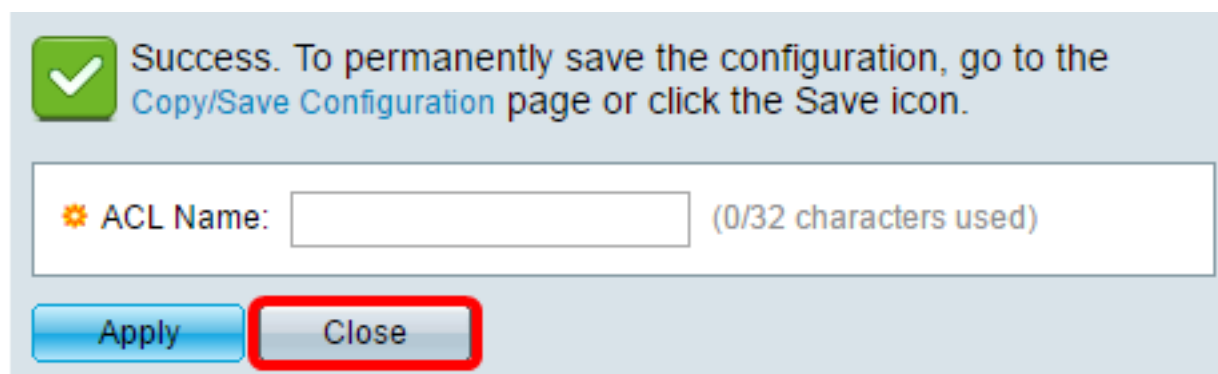 Success. To permanently save the configuration, go to the
Copy/Save Configuration page or click the Save icon.
ACL Name: (0/32 characters used)
Apply Close